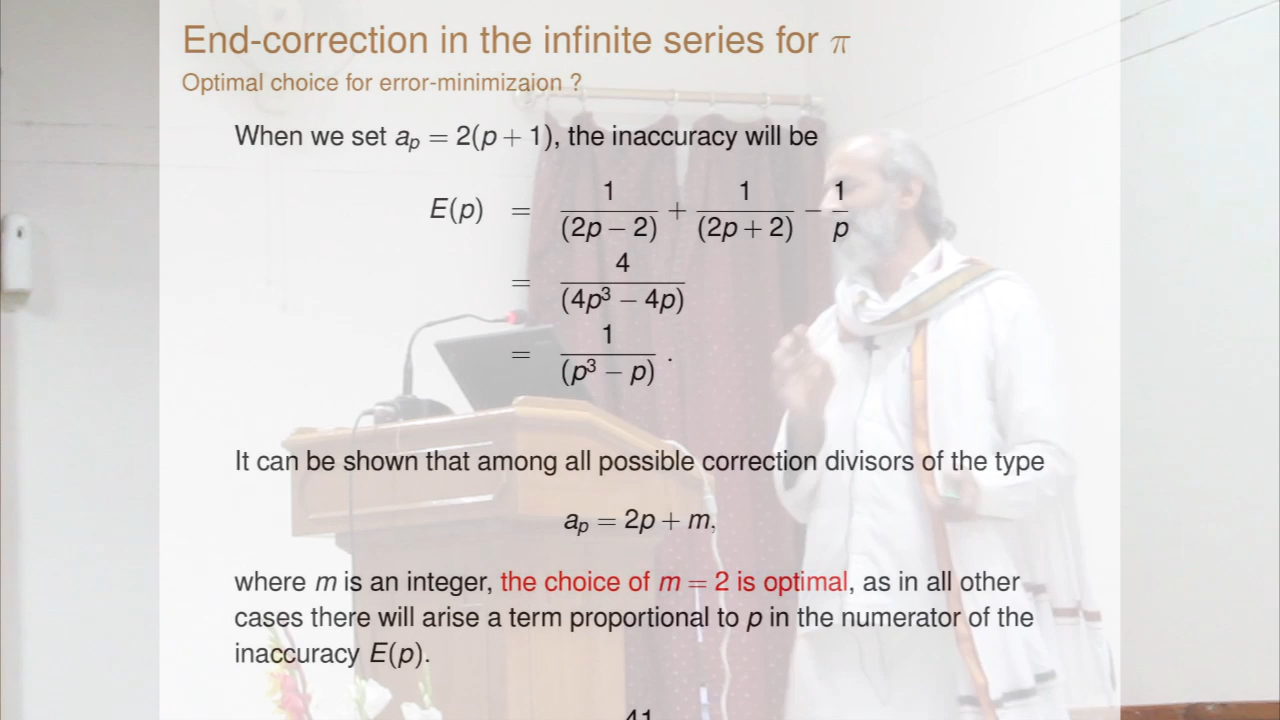 End-correction in the infinite series for π
Optimal choice for error-minimizaion ?
When we set aₚ = 2(p + 1), the inaccuracy will be
E(p) = 1/(2p − 2) + 1/(2p + 2) − 1/p
= 4/(4p³ − 4p)
= 1/(p³ − p) .
It can be shown that among all possible correction divisors of the type
aₚ = 2p + m,
where m is an integer, the choice of m = 2 is optimal, as in all other
cases there will arise a term proportional to p in the numerator of the
inaccuracy E(p).
41